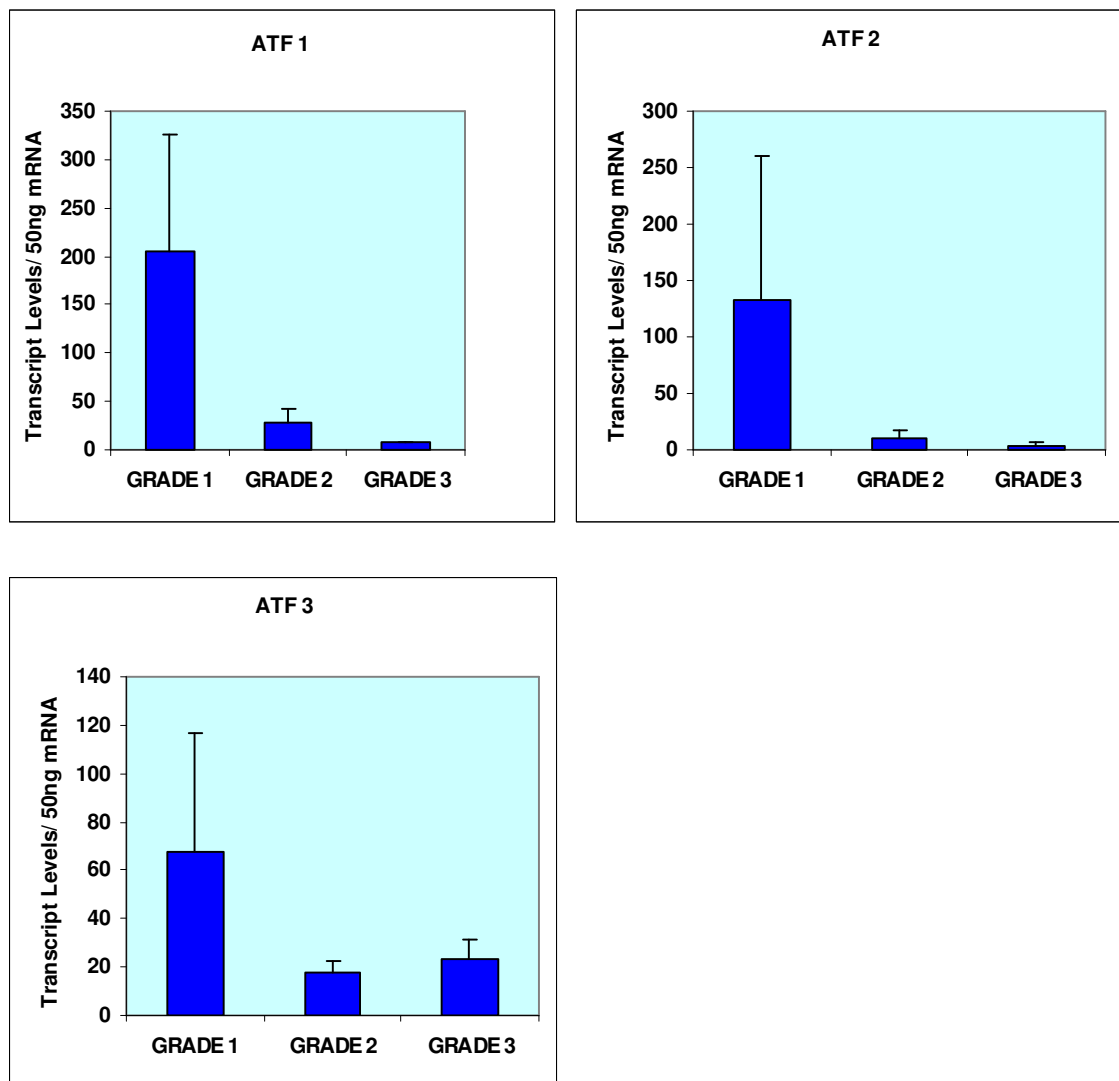 ATF 1
Transcript Levels/ 50ng mRNA
350
300
250
200
150
100
50
0
GRADE 1 GRADE 2 GRADE 3
ATF 2
Transcript Levels/ 50ng mRNA
300
250
200
150
100
50
0
GRADE 1 GRADE 2 GRADE 3
ATF 3
Transcript Levels/ 50ng mRNA
140
120
100
80
60
40
20
0
GRADE 1 GRADE 2 GRADE 3